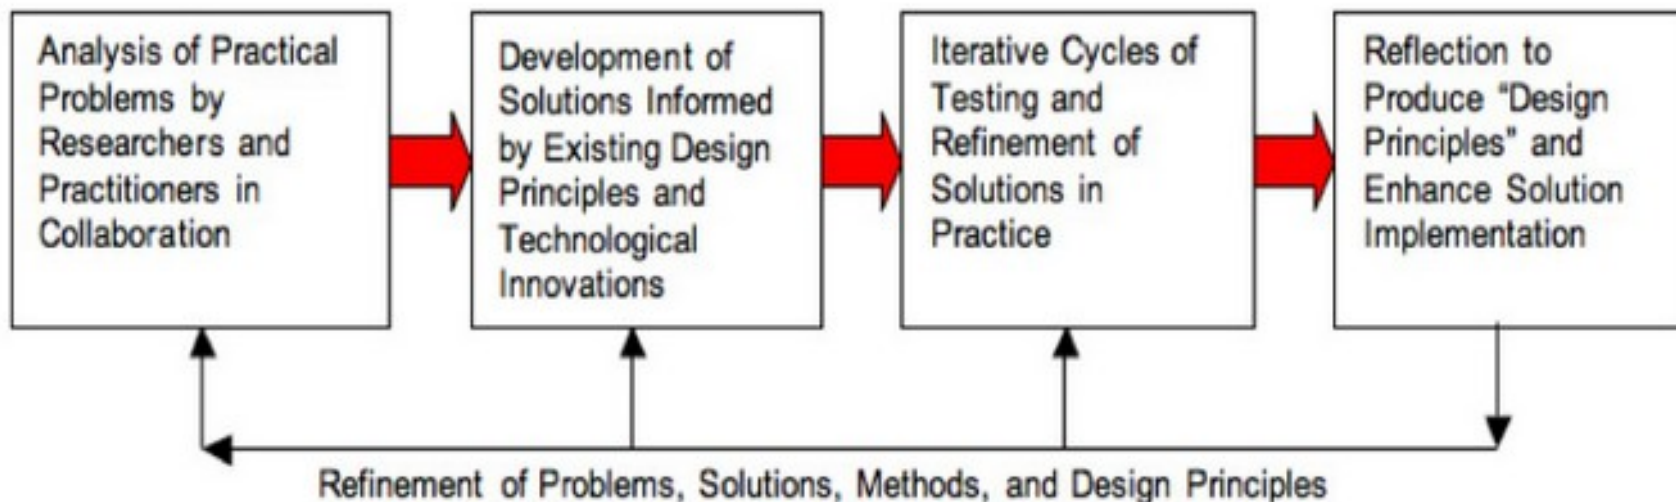 Analysis of Practical
Problems by
Researchers and
Practitioners in
Collaboration
Development of
Solutions Informed
by Existing Design
Principles and
Technological
Innovations
Iterative Cycles of
Testing and
Refinement of
Solutions in
Practice
Reflection to
Produce “Design
Principles” and
Enhance Solution
Implementation
Refinement of Problems, Solutions, Methods, and Design Principles